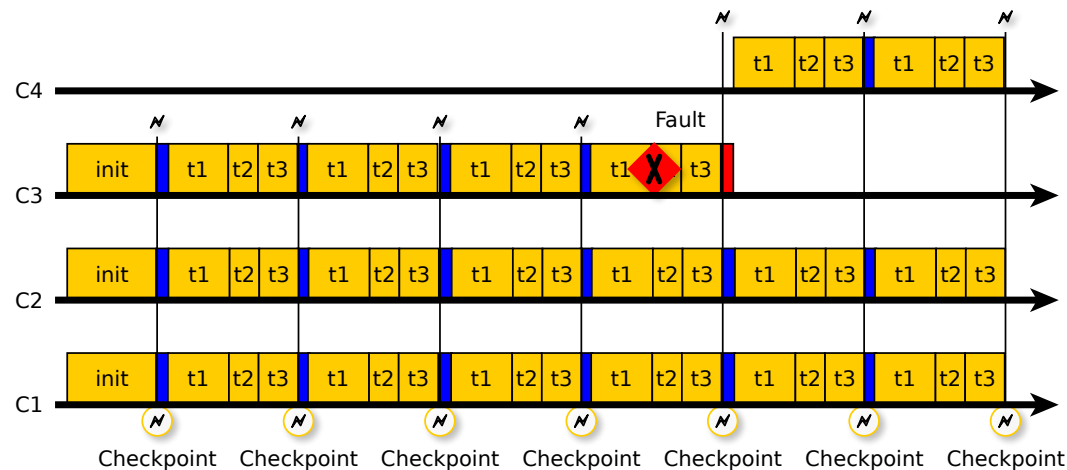 t1 t2 t3 t1 t2 t3
C4
Fault
init t1 t2 t3 t1 t2 t3 t1 t2 t3 t1 X t3
C3
init t1 t2 t3 t1 t2 t3 t1 t2 t3 t1 t2 t3 t1 t2 t3 t1 t2 t3
C2
init t1 t2 t3 t1 t2 t3 t1 t2 t3 t1 t2 t3 t1 t2 t3 t1 t2 t3
C1
Checkpoint Checkpoint Checkpoint Checkpoint Checkpoint Checkpoint Checkpoint